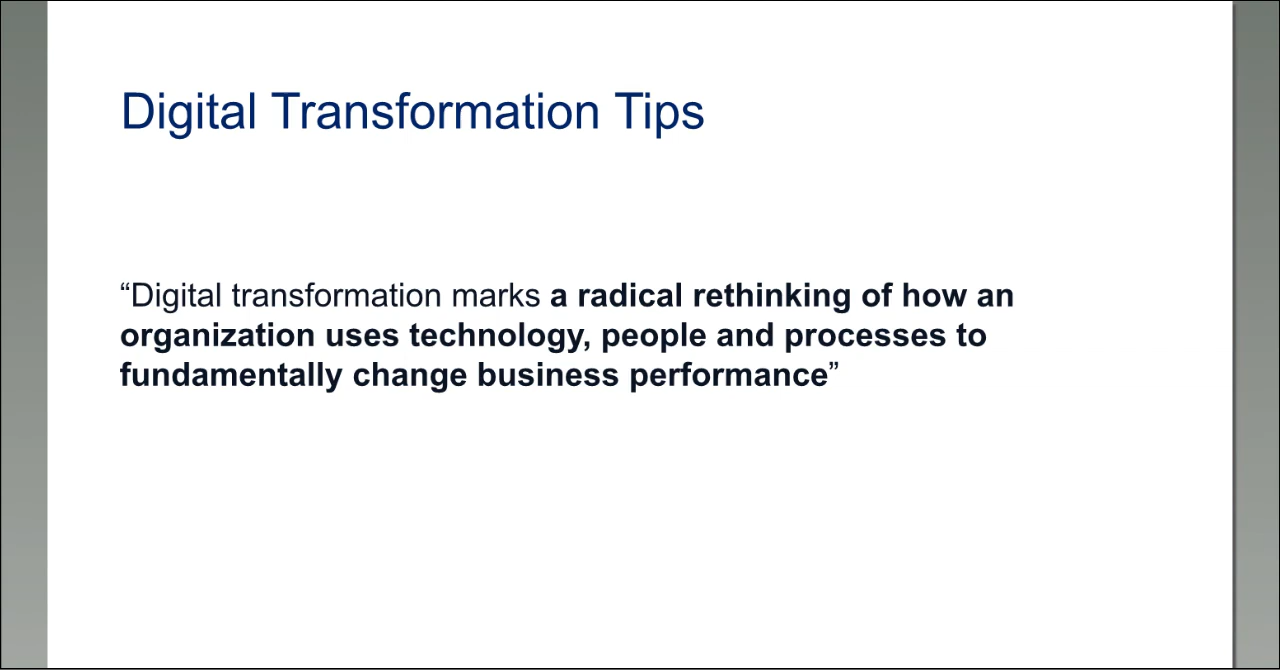 Digital Transformation Tips
“Digital transformation marks a radical rethinking of how an
organization uses technology, people and processes to
fundamentally change business performance”